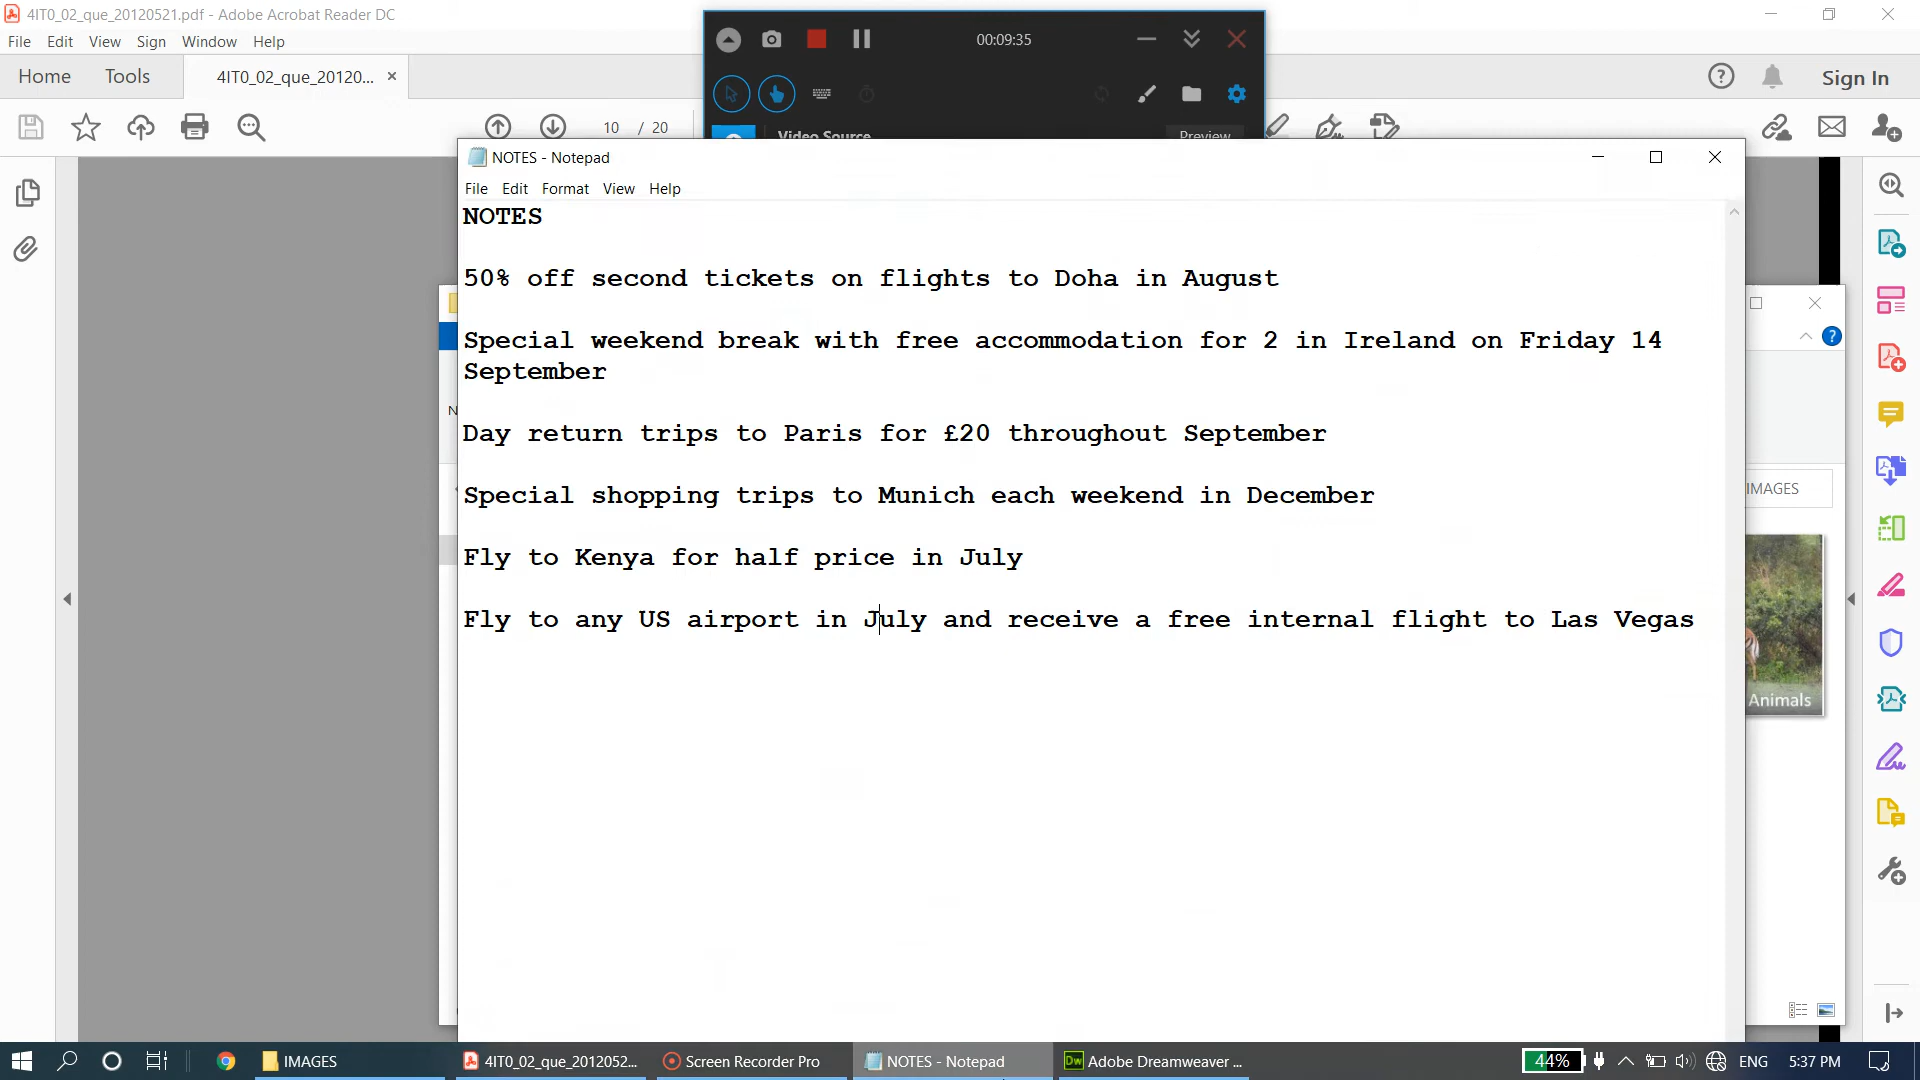 4IT0_02_que_20120521.pdf - Adobe Acrobat Reader DC
File Edit View Sign Window Help
00:09:35
Home Tools 4IT0_02_que_20120... × Sign In
10 / 20
Video Source Preview
NOTES - Notepad
File Edit Format View Help
NOTES
50% off second tickets on flights to Doha in August
Special weekend break with free accommodation for 2 in Ireland on Friday 14
September
Day return trips to Paris for £20 throughout September
Special shopping trips to Munich each weekend in December
IMAGES
Fly to Kenya for half price in July
Fly to any US airport in July and receive a free internal flight to Las Vegas
Animals
IMAGES
4IT0_02_que_2012052...
Screen Recorder Pro
NOTES - Notepad
Dw Adobe Dreamweaver ...
44%
ENG
5:37 PM